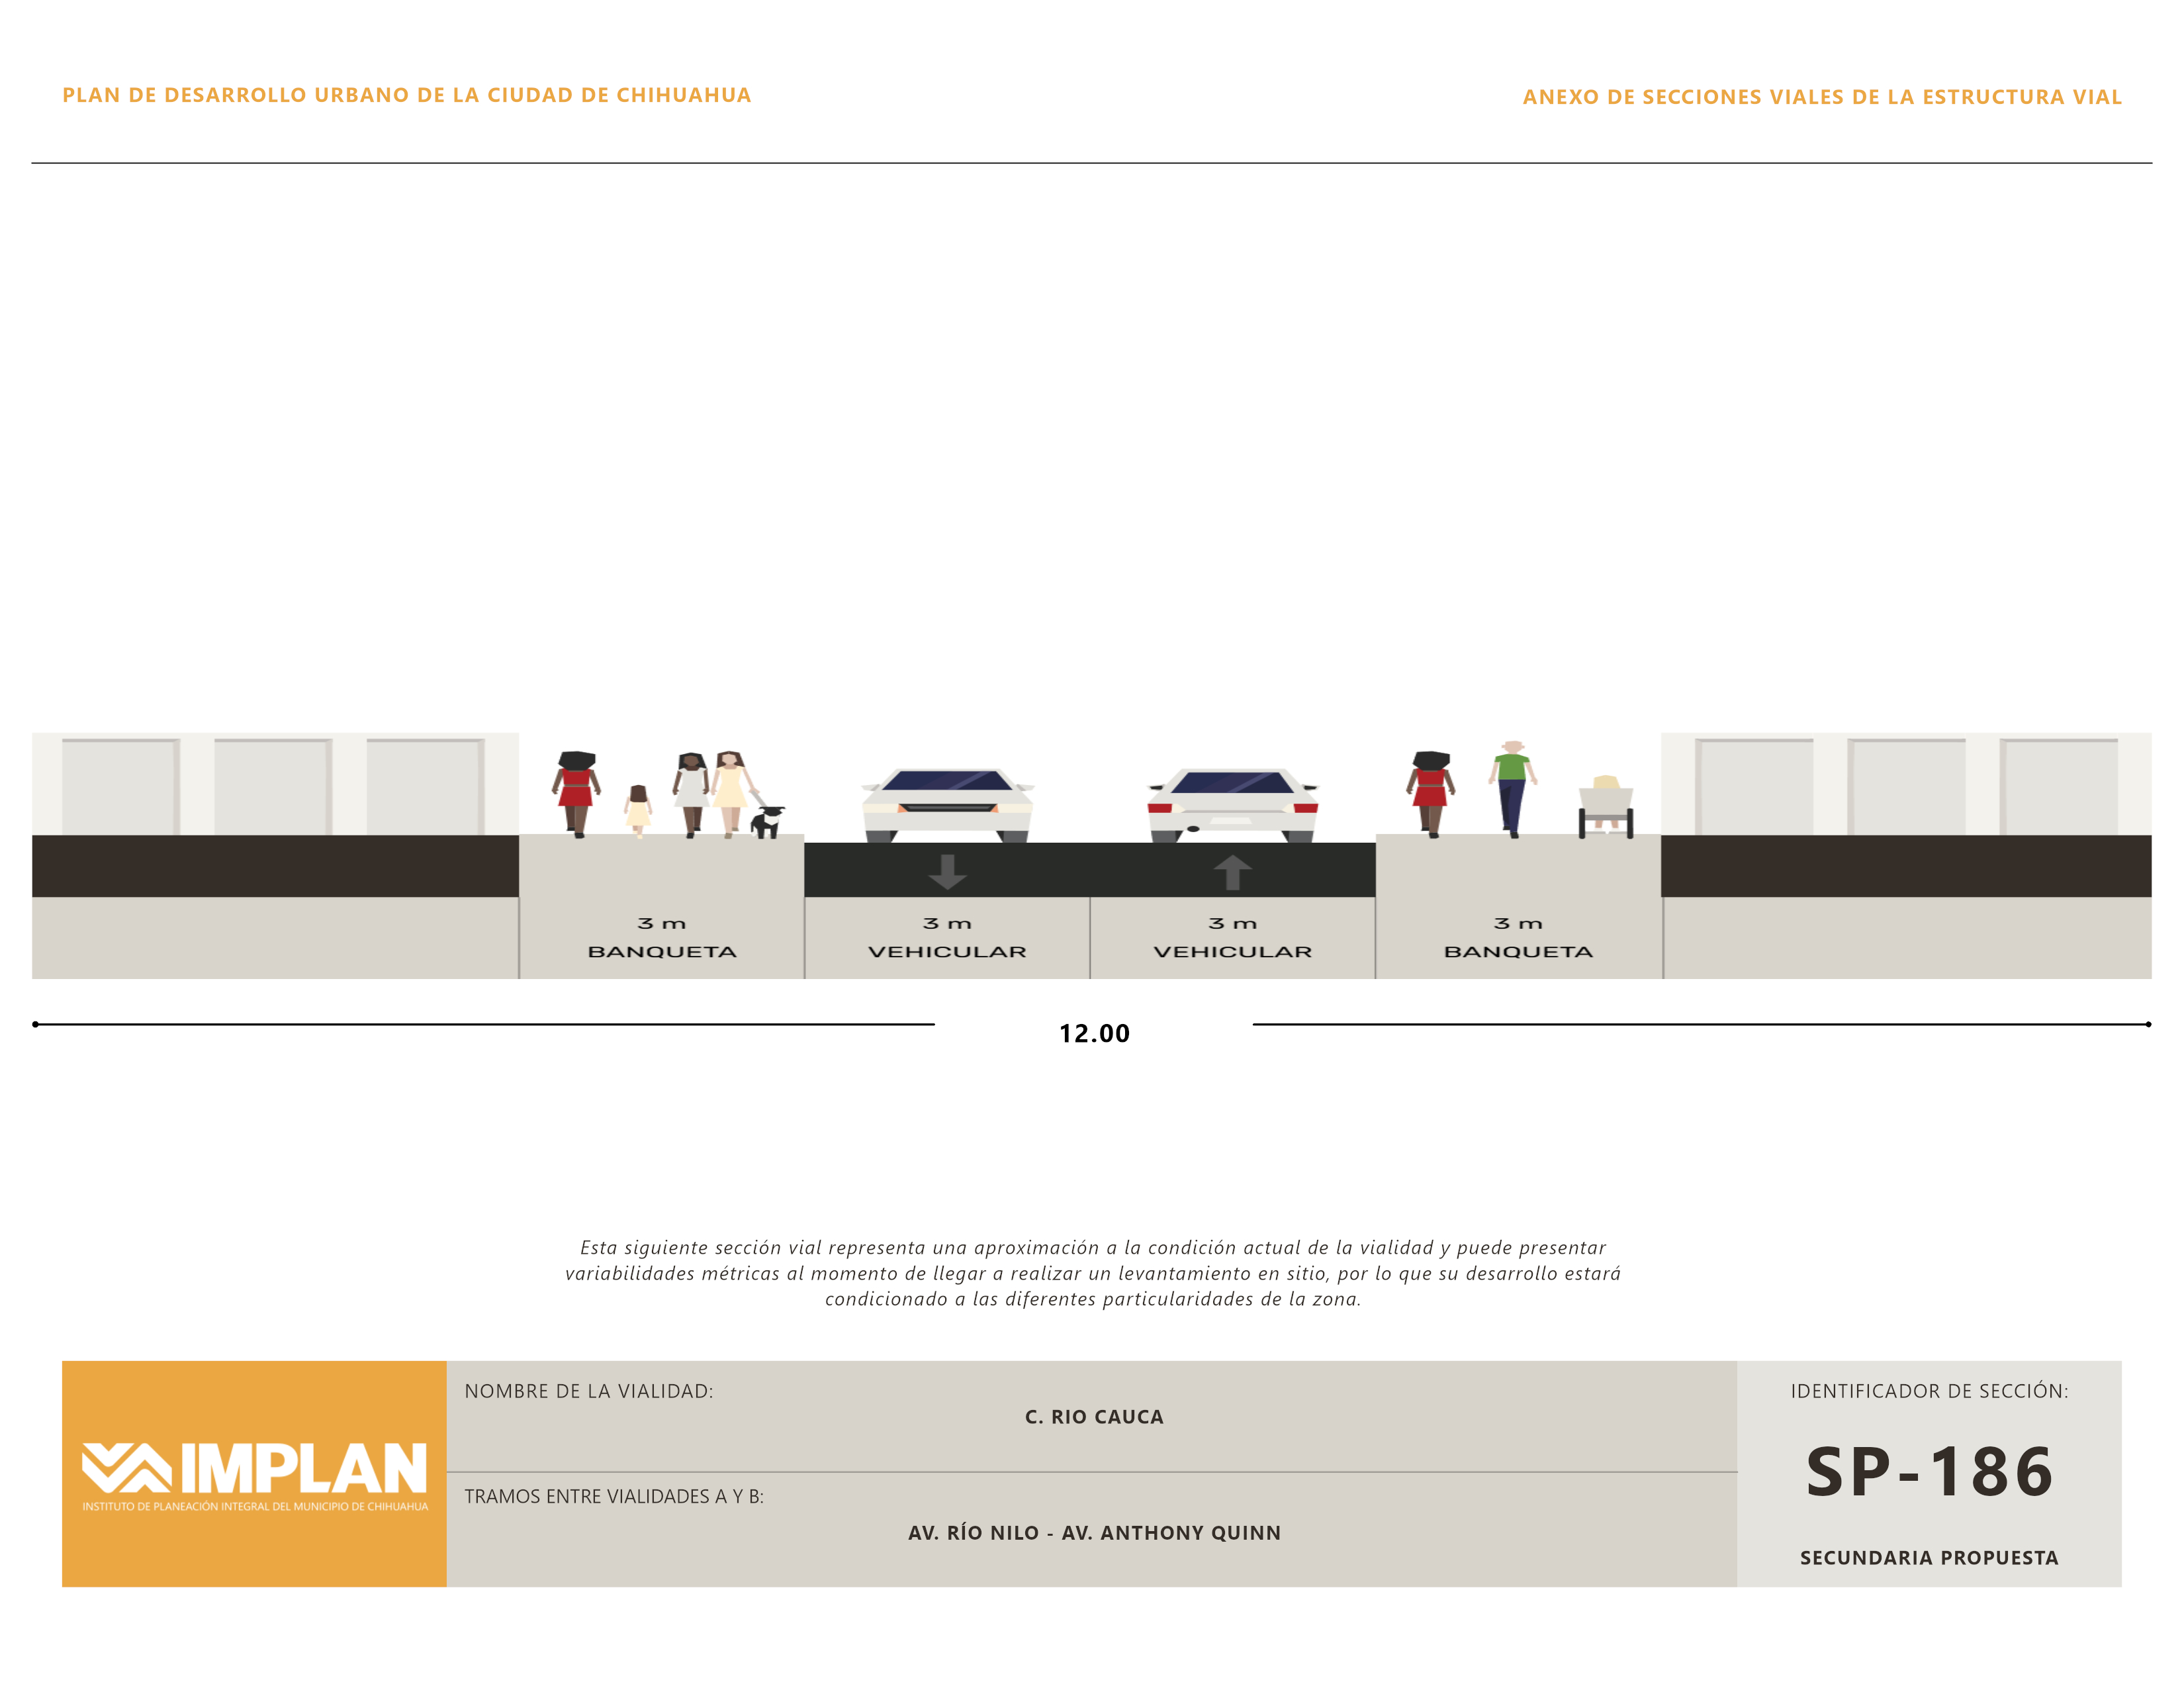 PLAN DE DESARROLLO URBANO DE LA CIUDAD DE CHIHUAHUA
ANEXO DE SECCIONES VIALES DE LA ESTRUCTURA VIAL
3 m
BANQUETA
3 m
VEHICULAR
3 m
VEHICULAR
3 m
BANQUETA
12.00
Esta siguiente sección vial representa una aproximación a la condición actual de la vialidad y puede presentar
variabilidades métricas al momento de llegar a realizar un levantamiento en sitio, por lo que su desarrollo estará
condicionado a las diferentes particularidades de la zona.
IMPLAN
INSTITUTO DE PLANEACIÓN INTEGRAL DEL MUNICIPIO DE CHIHUAHUA
NOMBRE DE LA VIALIDAD:
C. RIO CAUCA
TRAMOS ENTRE VIALIDADES A Y B:
AV. RÍO NILO - AV. ANTHONY QUINN
IDENTIFICADOR DE SECCIÓN:
SP-186
SECUNDARIA PROPUESTA